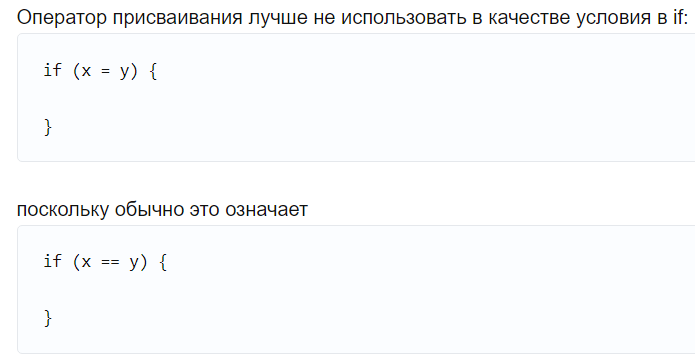 Оператор присваивания лучше не использовать в качестве условия в if:
if (x = y) {
}
поскольку обычно это означает
if (x == y) {
}